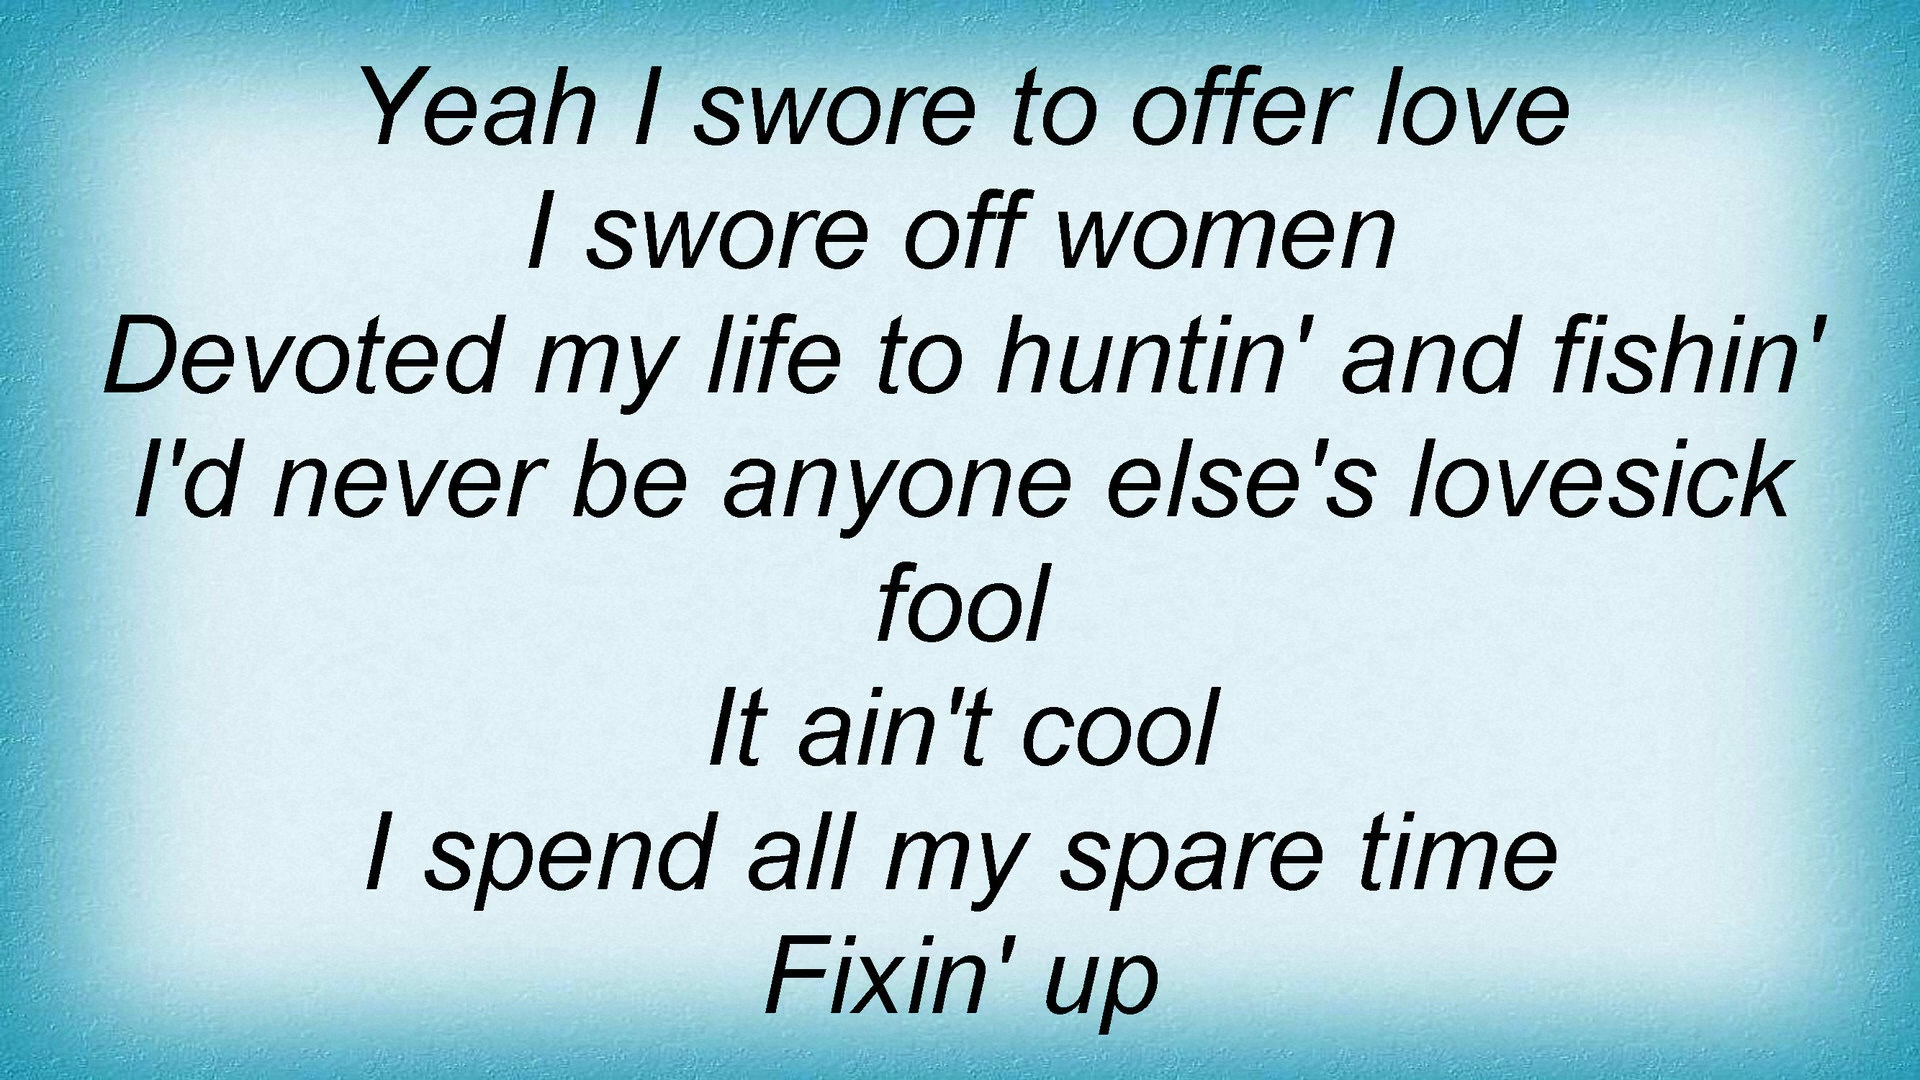 Yeah I swore to offer love
I swore off women
Devoted my life to huntin' and fishin'
I'd never be anyone else's lovesick
fool
It ain't cool
I spend all my spare time
Fixin' up